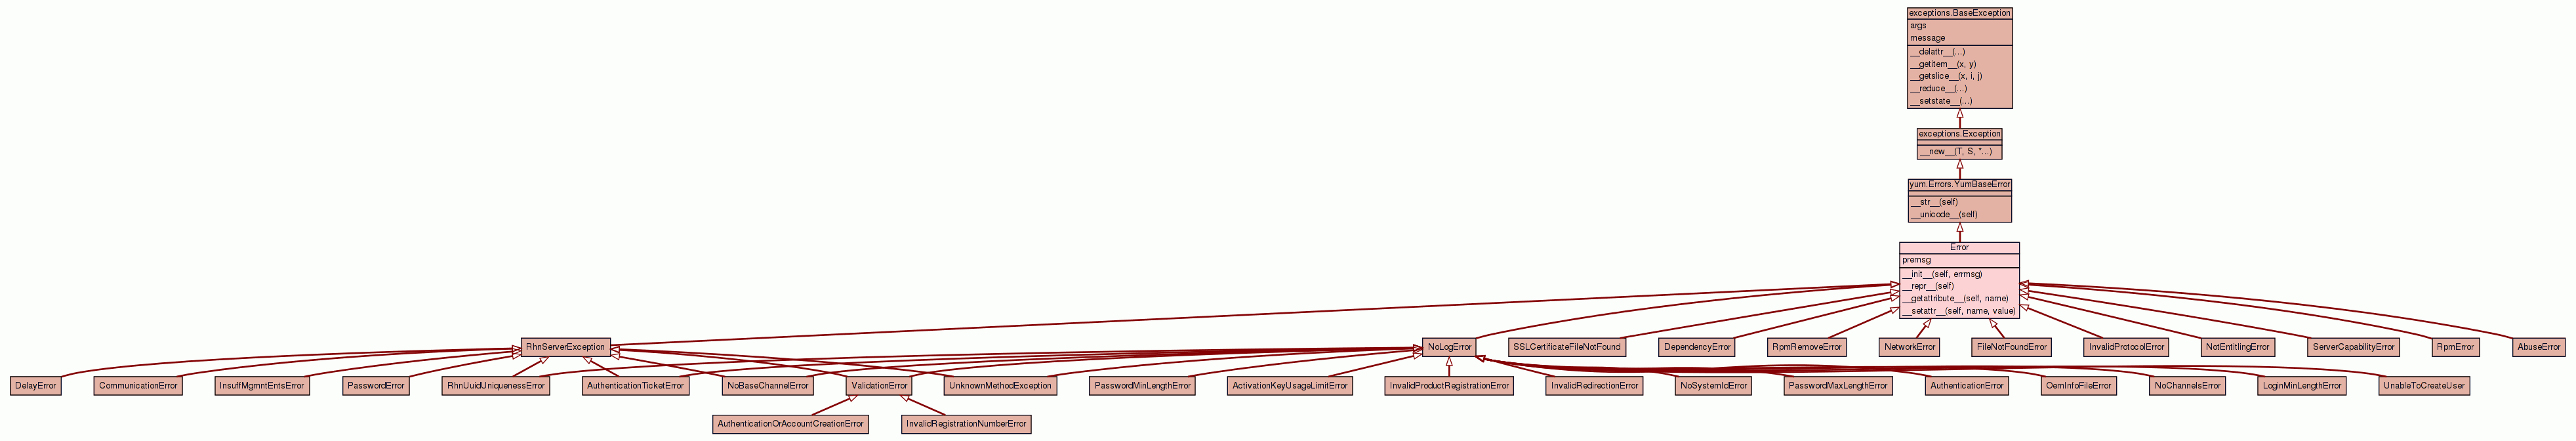 exceptions.BaseException
args
message
__delattr__(...)
__getitem__(x, y)
__getslice__(x, i, j)
__reduce__(...)
__setstate__(...)
exceptions.Exception
__new__(T, S, *...)
yum.Errors.YumBaseError
__str__(self)
__unicode__(self)
Error
premsg
__init__(self, errmsg)
__repr__(self)
__getattribute__(self, name)
__setattr__(self, name, value)
RhnServerException
NoLogError
SSLCertificateFileNotFound
DependencyError
RpmRemoveError
NetworkError
FileNotFoundError
InvalidProtocolError
NotEntitlingError
ServerCapabilityError
RpmError
AbuseError
DelayError
CommunicationError
InsuffMgmntEntsError
PasswordError
RhnUuidUniquenessError
AuthenticationTicketError
NoBaseChannelError
ValidationError
UnknownMethodException
PasswordMinLengthError
ActivationKeyUsageLimitError
InvalidProductRegistrationError
InvalidRedirectionError
NoSystemIdError
PasswordMaxLengthError
AuthenticationError
OemInfoFileError
NoChannelsError
LoginMinLengthError
UnableToCreateUser
AuthenticationOrAccountCreationError
InvalidRegistrationNumberError